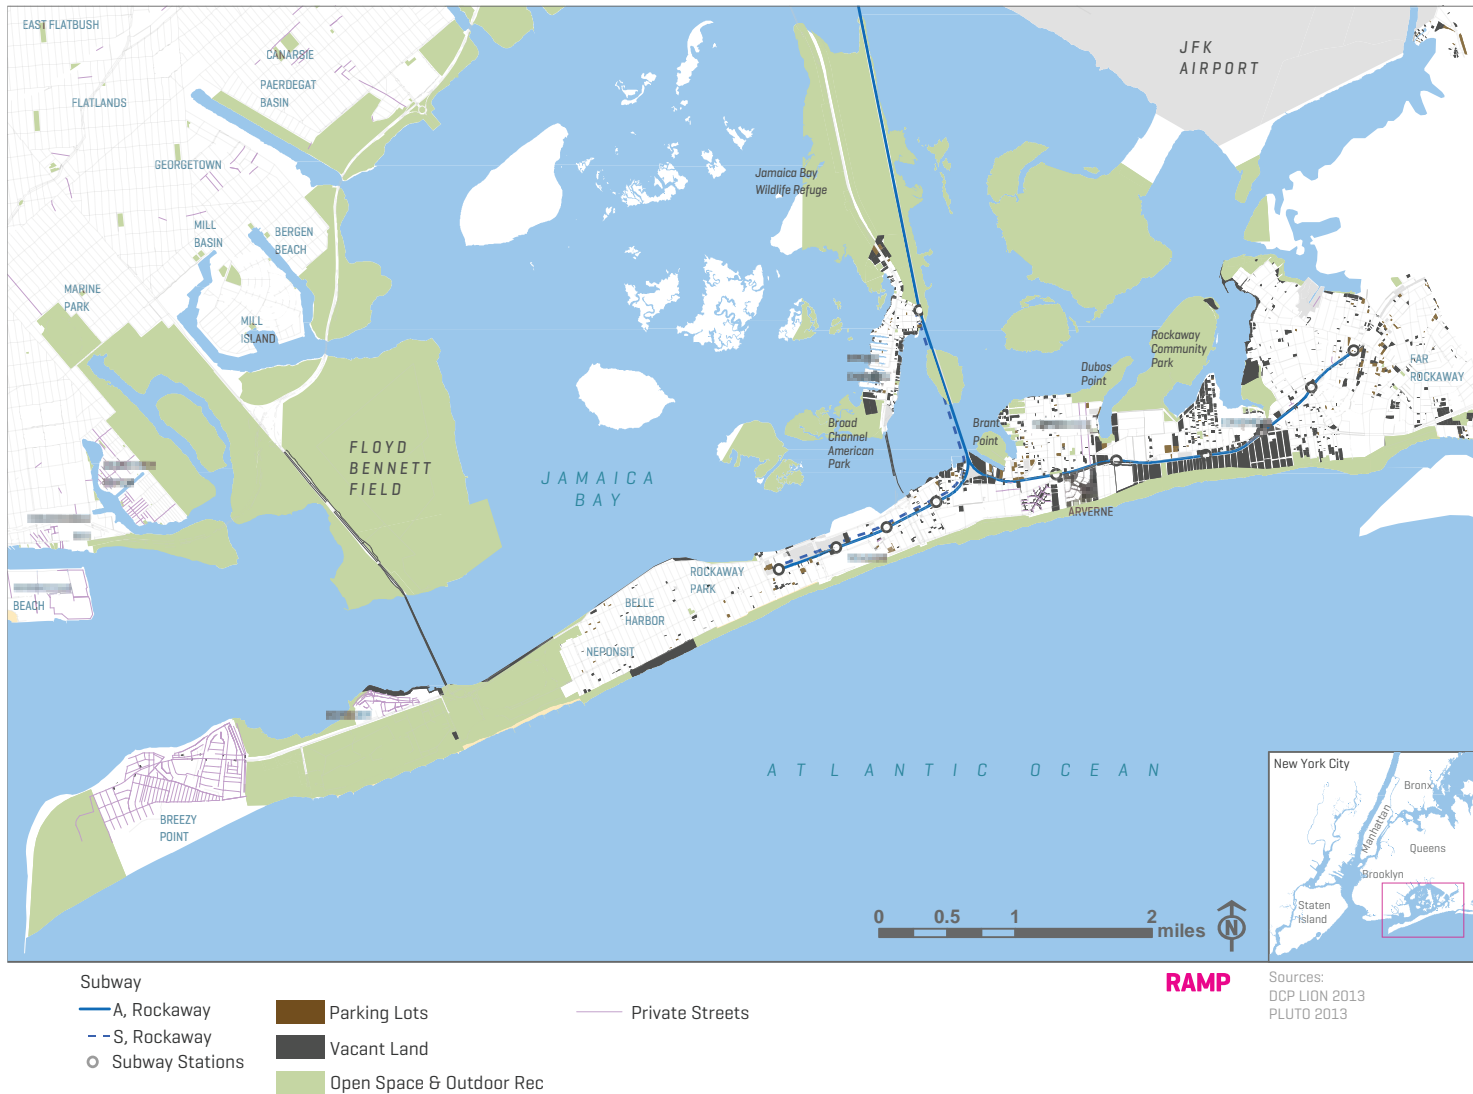 EAST FLATBUSH
CANARSIE
PAERDEGAT
BASIN
FLATLANDS
GEORGETOWN
MILL
BASIN
BERGEN
BEACH
MARINE
PARK
MILL
ISLAND
JFK
AIRPORT
Jamaica Bay
Wildlife Refuge
Rockaway
Community
Park
Dubos
Point
FAR
ROCKAWAY
Brant
Point
Broad
Channel
American
Park
FLOYD
BENNETT
FIELD
JAMAICA
BAY
ARVERNE
ROCKAWAY
PARK
BELLE
HARBOR
NEPONSIT
BEACH
BREEZY
POINT
ATLANTIC OCEAN
0 0.5 1 2 miles
N
New York City
Bronx
Manhattan
Queens
Brooklyn
Staten
Island
RAMP
Sources:
DCP LION 2013
PLUTO 2013
Subway
A, Rockaway
S, Rockaway
Subway Stations
Parking Lots
Vacant Land
Open Space & Outdoor Rec
Private Streets